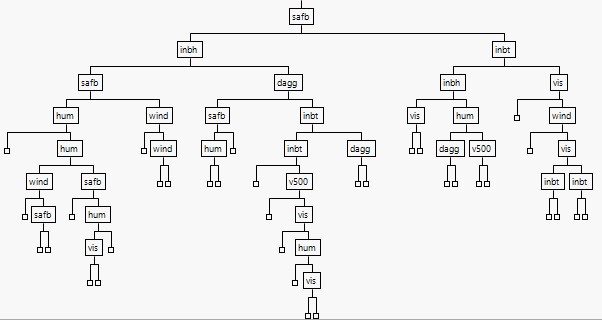 safb
inbh inbt
safb dagg inbh vis
hum wind safb inbt vis hum wind
hum wind hum inbt dagg dagg v500 vis
wind safb v500 inbt inbt
safb hum vis
vis hum
vis